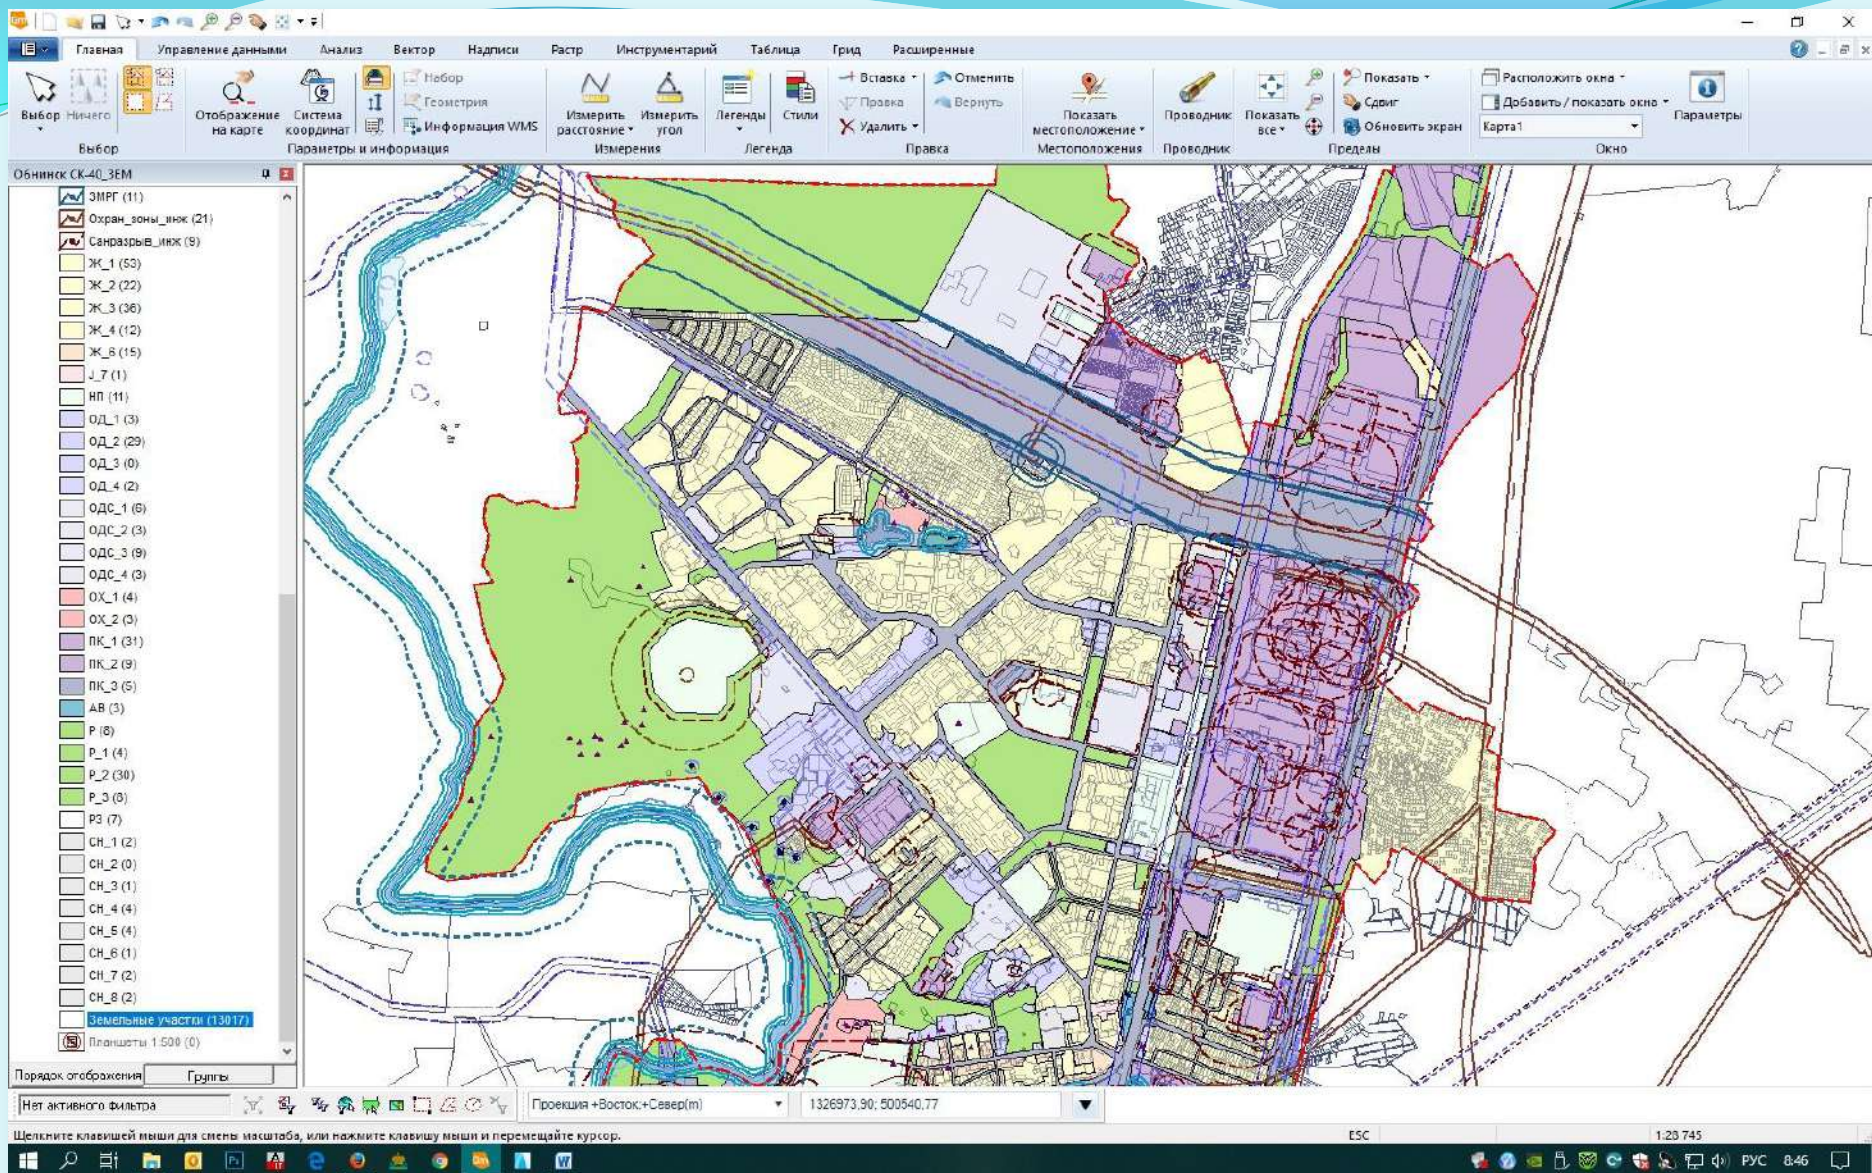 Главная Управление данными Анализ Вектор Надписи Растр Инструментарий Таблица Грид Расширенные
Выбор Ничего
Отображение на карте
Система координат
Набор
Геометрия
Информация WMS
Измерить расстояние
Измерить угол
Легенды
Стили
Вставка
Правка
Удалить
Отменить
Вернуть
Показать местоположение
Проводник
Показать все
Показать
Сдвиг
Обновить экран
Расположить окна
Добавить / показать окно
Карта1
Параметры
Выбор Параметры и информация Измерения Легенда Правка Местоположения Проводник Пределы Окно
Обнинск СК-40_ЗЕМ
ЗМРГ (11)
Охран_зоны_инж (21)
Санразрыв_инж (9)
Ж_1 (53)
Ж_2 (22)
Ж_3 (36)
Ж_4 (12)
Ж_6 (15)
J_7 (1)
НП (11)
ОД_1 (3)
ОД_2 (29)
ОД_3 (0)
ОД_4 (2)
ОДС_1 (6)
ОДС_2 (3)
ОДС_3 (9)
ОДС_4 (3)
ОХ_1 (4)
ОХ_2 (3)
ПК_1 (31)
ПК_2 (9)
ПК_3 (5)
АВ (3)
Р (8)
Р_1 (4)
Р_2 (30)
Р_3 (8)
РЗ (7)
СН_1 (2)
СН_2 (0)
СН_3 (1)
СН_4 (4)
СН_5 (4)
СН_6 (1)
СН_7 (2)
СН_8 (2)
Земельные участки (13017)
Планшеты 1:500 (0)
Порядок отображения Группы
Нет активного фильтра Проекция +Восток;+Север(m) 1326973,90; 500540,77
Щелкните клавишей мыши для смены масштаба, или нажмите клавишу мыши и перемещайте курсор. ESC 1:28 745
РУС 8:46